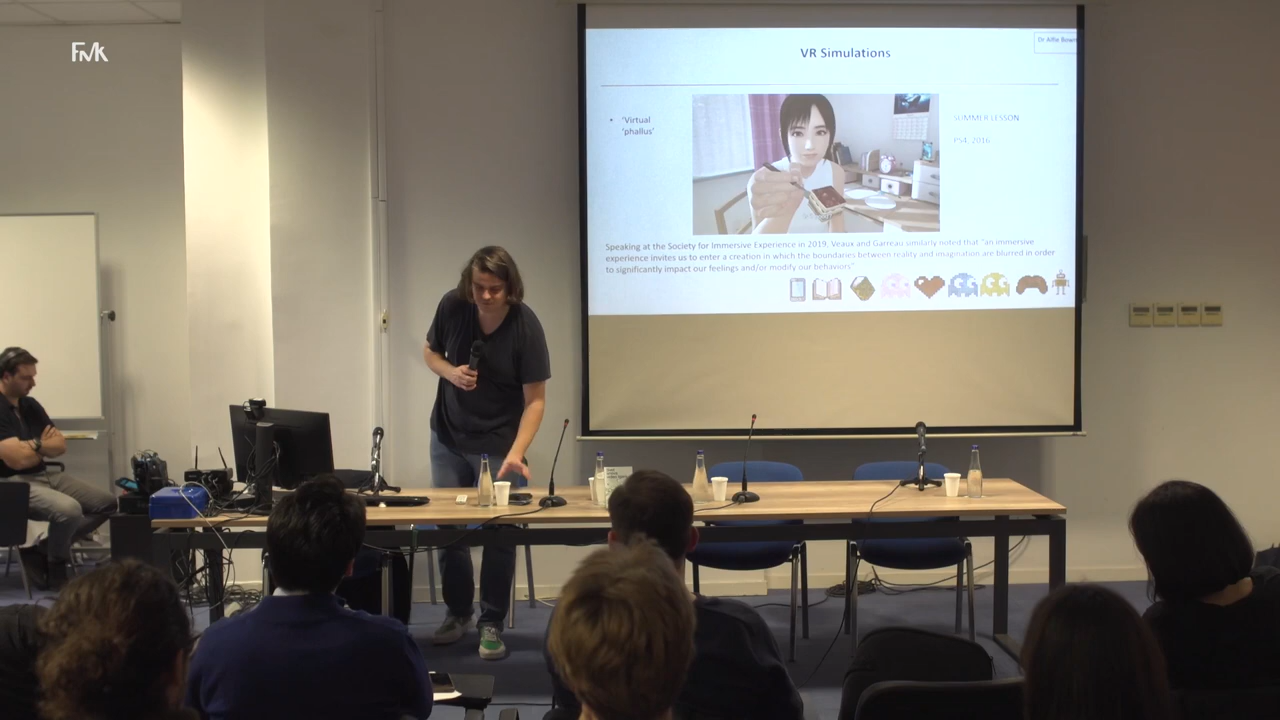 FMK
VR Simulations
Dr Alfie Bown
• 'Virtual
'phallus'
SUMMER LESSON
PS4, 2016
Speaking at the Society for Immersive Experience in 2019, Veaux and Garreau similarly noted that "an immersive
experience invites us to enter a creation in which the boundaries between reality and imagination are blurred in order
to significantly impact our feelings and/or modify our behaviors"